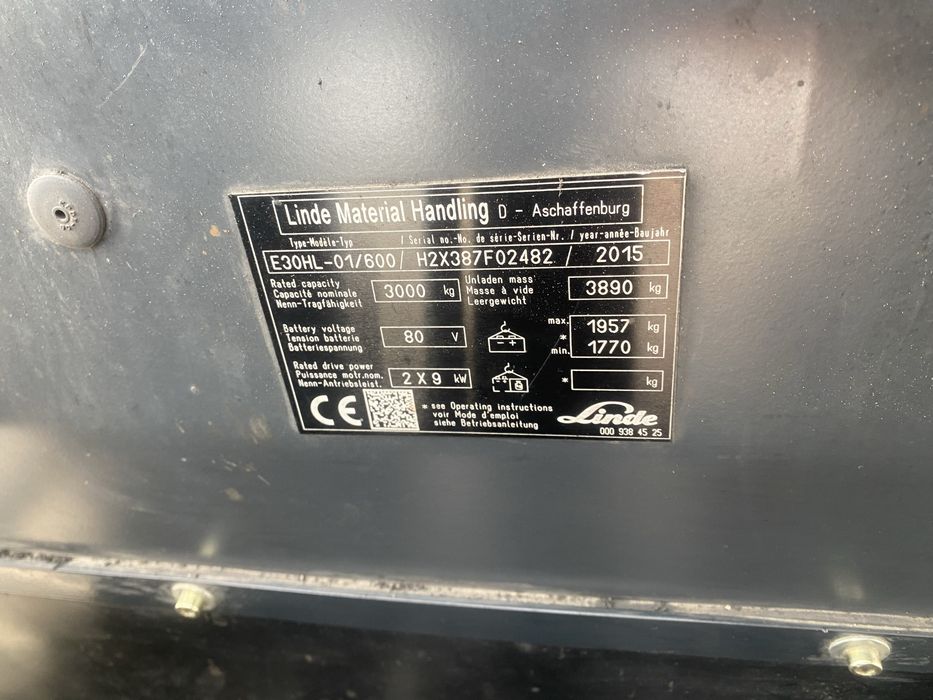 Linde Material Handling D - Aschaffenburg
Type-Modèle-Typ / Serial no.-No. de série-Serien-Nr. / year-année-Baujahr
E30HL-01/600 / H2X387F02482 / 2015
Rated capacity
Capacité nominale
Nenn-Tragfähigkeit
3000 kg
Unladen mass
Masse à vide
Leergewicht
3890 kg
Battery voltage
Tension batterie
Batteriespannung
80 V
max. 1957 kg
*
min. 1770 kg
Rated drive power
Puissance motr.nom.
Nenn-Antriebsleist.
2 X 9 kW
* kg
CE
* see Operating instructions
voir Mode d'emploi
siehe Betriebsanleitung
Linde
000 938 45 25